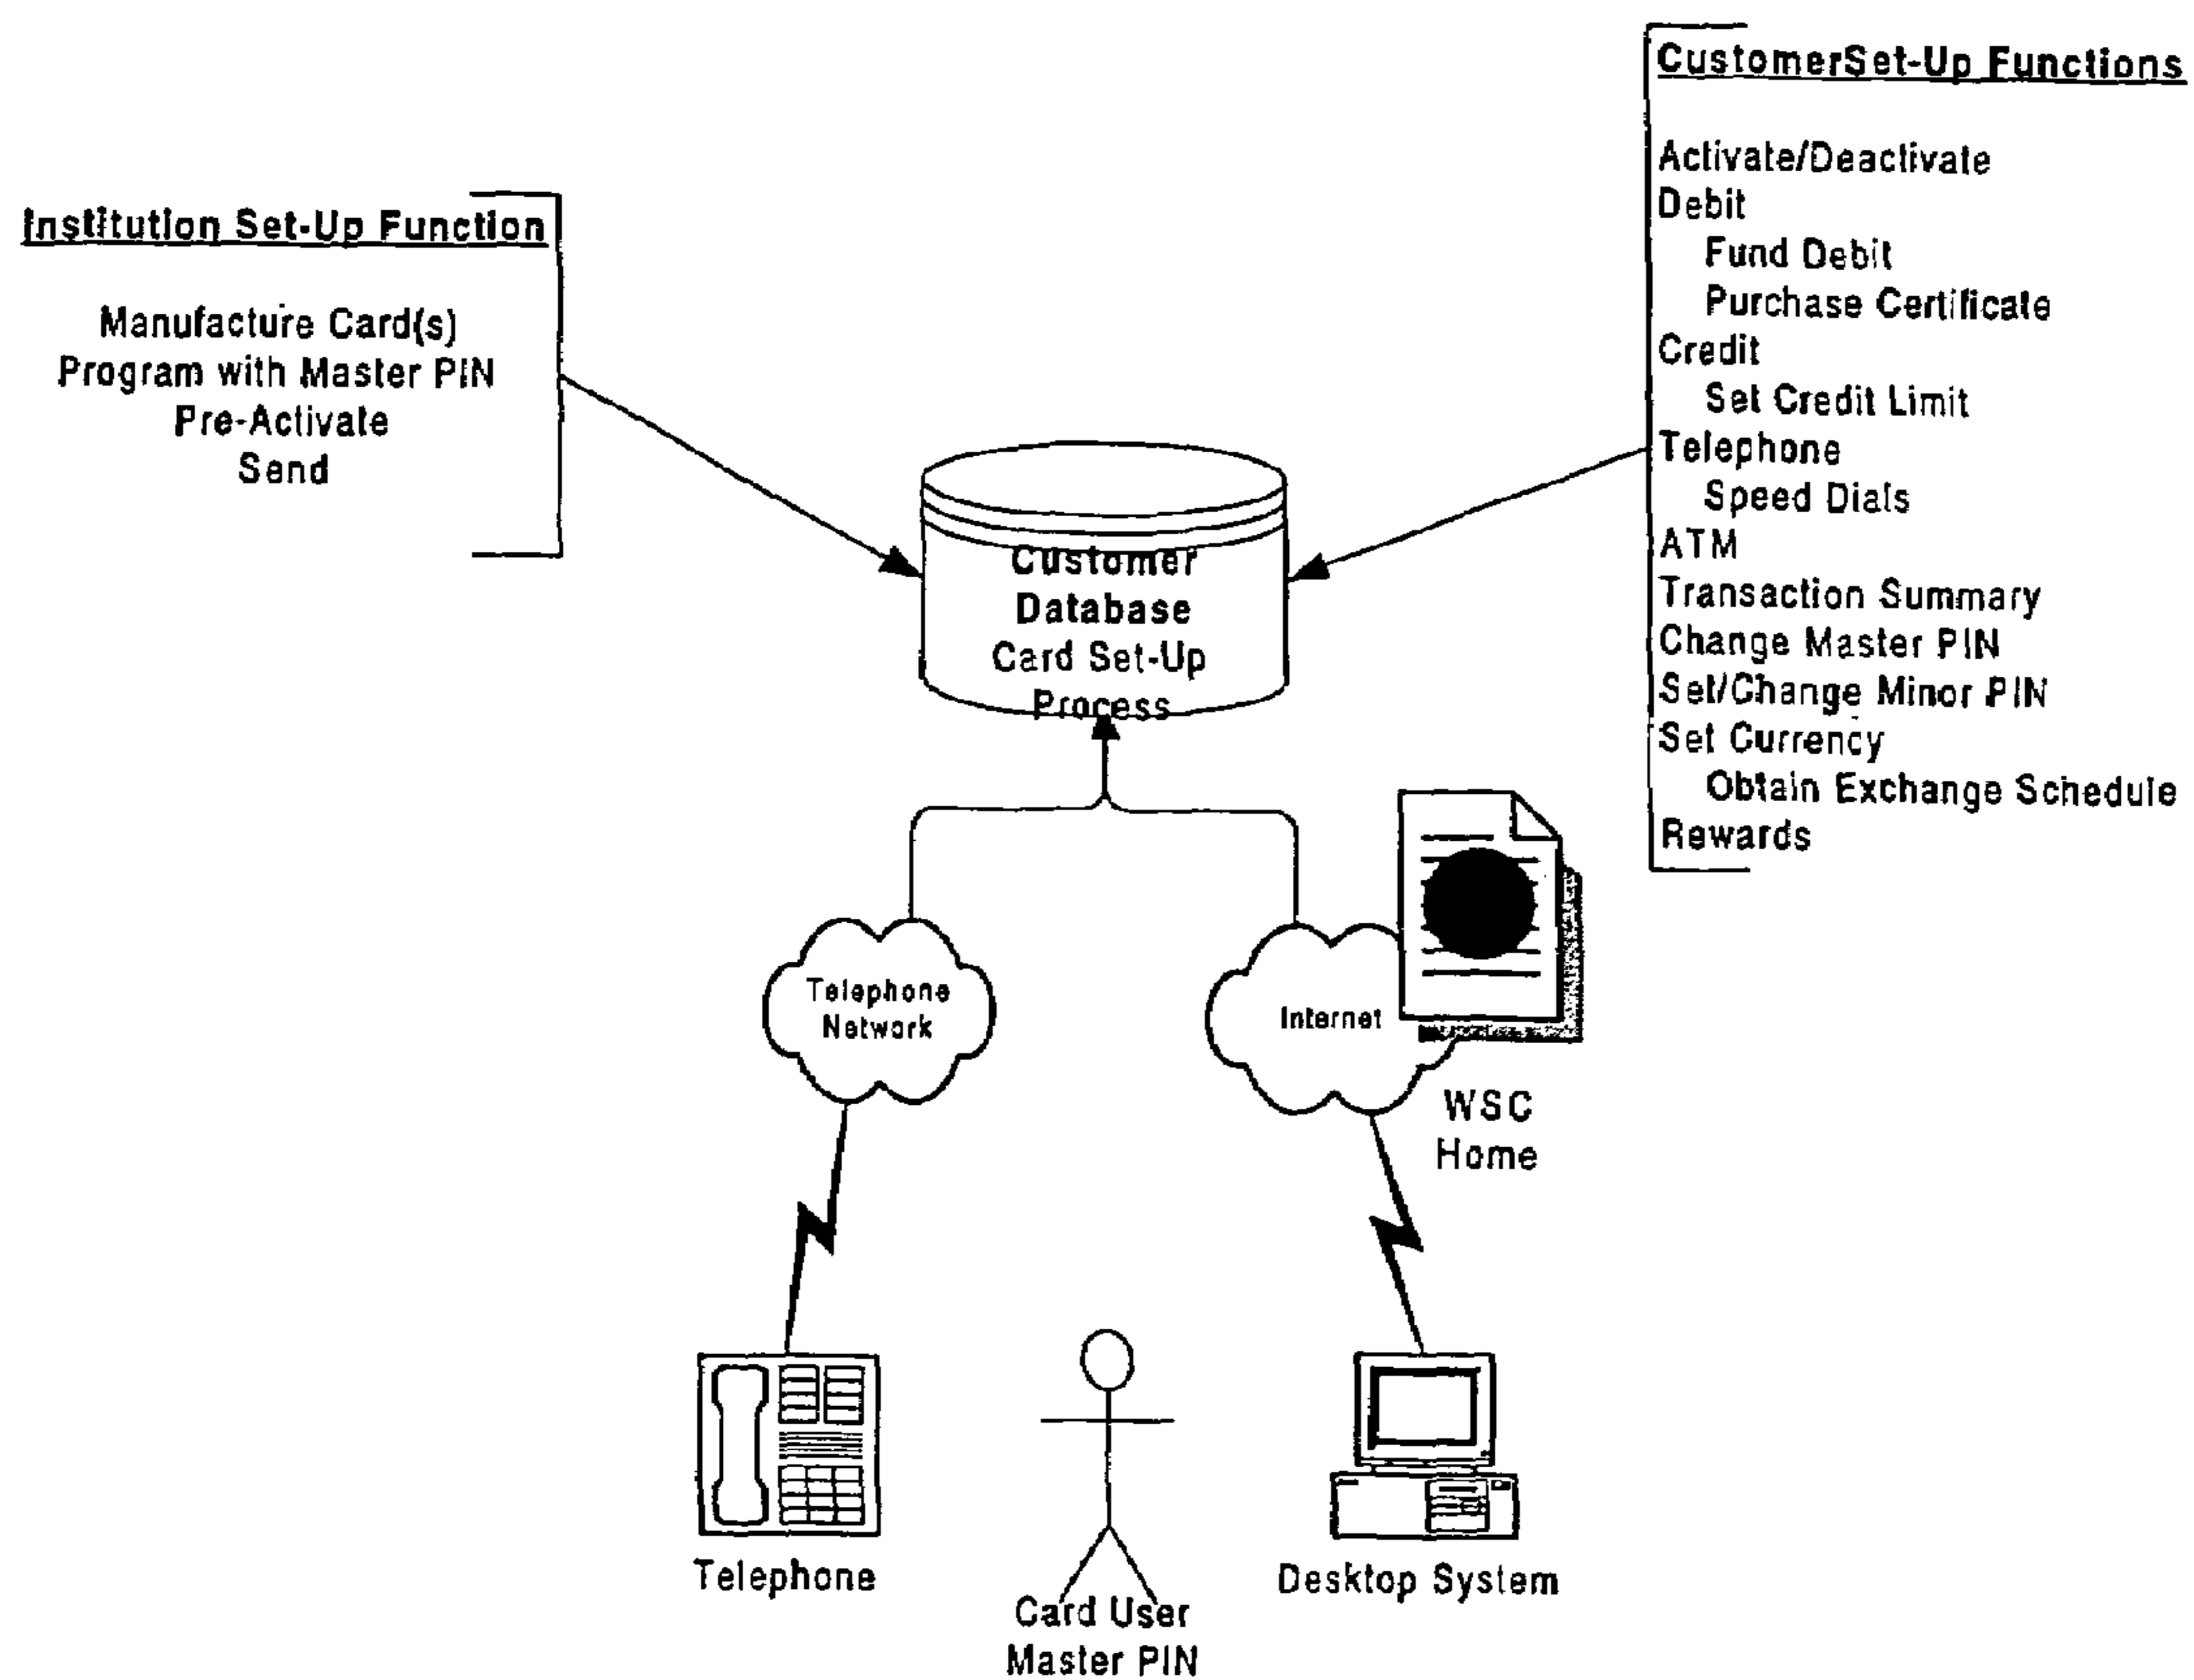 Institution Set-Up Function
Manufacture Card(s)
Program with Master PIN
Pre-Activate
Send
CustomerSet-Up Functions
Activate/Deactivate
Debit
Fund Debit
Purchase Certificate
Credit
Set Credit Limit
Telephone
Speed Dials
ATM
Transaction Summary
Change Master PIN
Set/Change Minor PIN
Set Currency
Obtain Exchange Schedule
Rewards
Customer
Database
Card Set-Up
Process
Telephone
Network
Internet
WSC
Home
Telephone
Card User
Master PIN
Desktop System